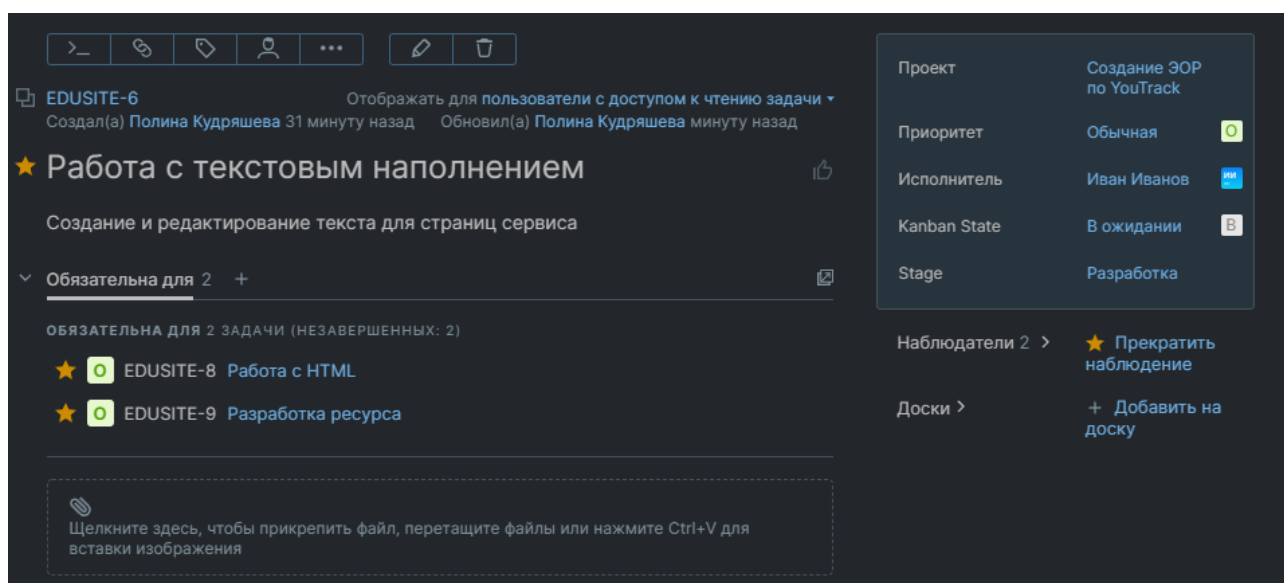 EDUSITE-6
Отображать для пользователи с доступом к чтению задачи
Создал(а) Полина Кудряшева 31 минуту назад Обновил(а) Полина Кудряшева минуту назад
Работа с текстовым наполнением
Создание и редактирование текста для страниц сервиса
Обязательна для 2 +
ОБЯЗАТЕЛЬНА ДЛЯ 2 ЗАДАЧИ (НЕЗАВЕРШЕННЫХ: 2)
О EDUSITE-8 Работа с HTML
О EDUSITE-9 Разработка ресурса
Щелкните здесь, чтобы прикрепить файл, перетащите файлы или нажмите Ctrl+V для
вставки изображения
Проект Создание ЭОР
по YouTrack
Приоритет Обычная О
Исполнитель Иван Иванов ИИ
Kanban State В ожидании В
Stage Разработка
Наблюдатели 2 > Прекратить
наблюдение
Доски > + Добавить на
доску